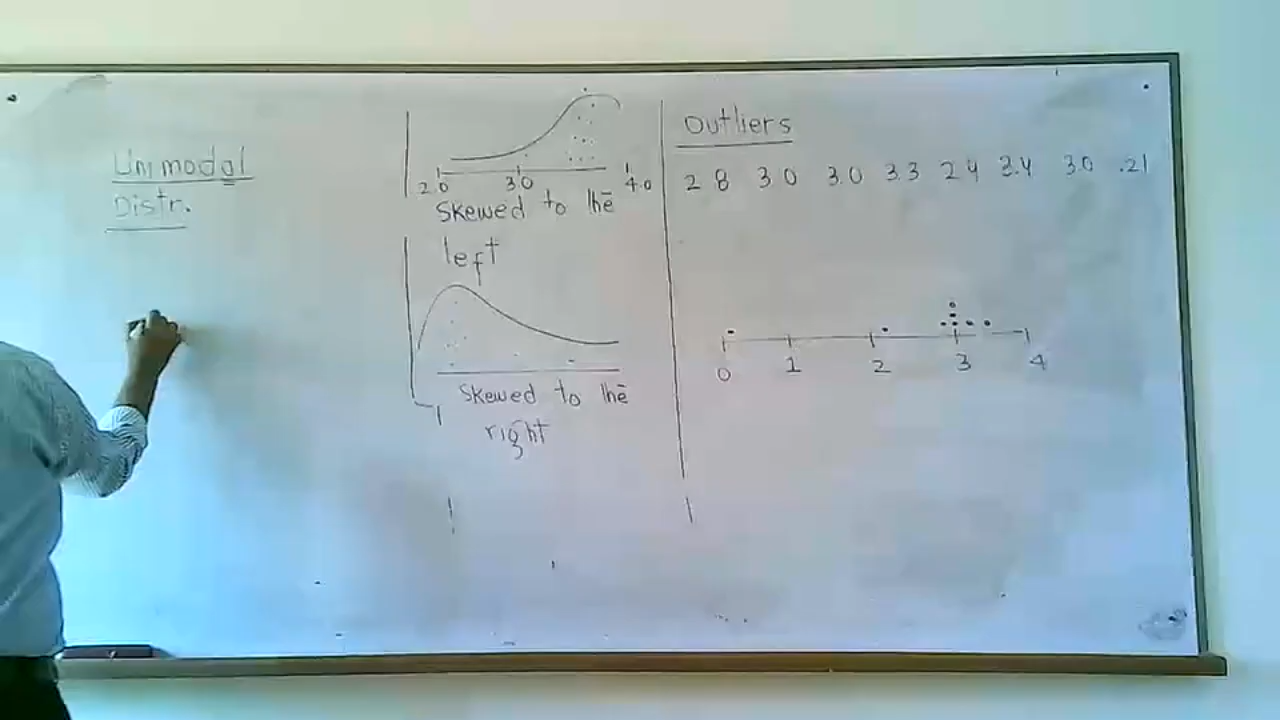 Unimodal
Distr.
2.0 3.0 4.0
Skewed to the
left
Skewed to the
right
Outliers
2.8 3.0 3.0 3.3 2.4 3.4 3.0 .21
0 1 2 3 4